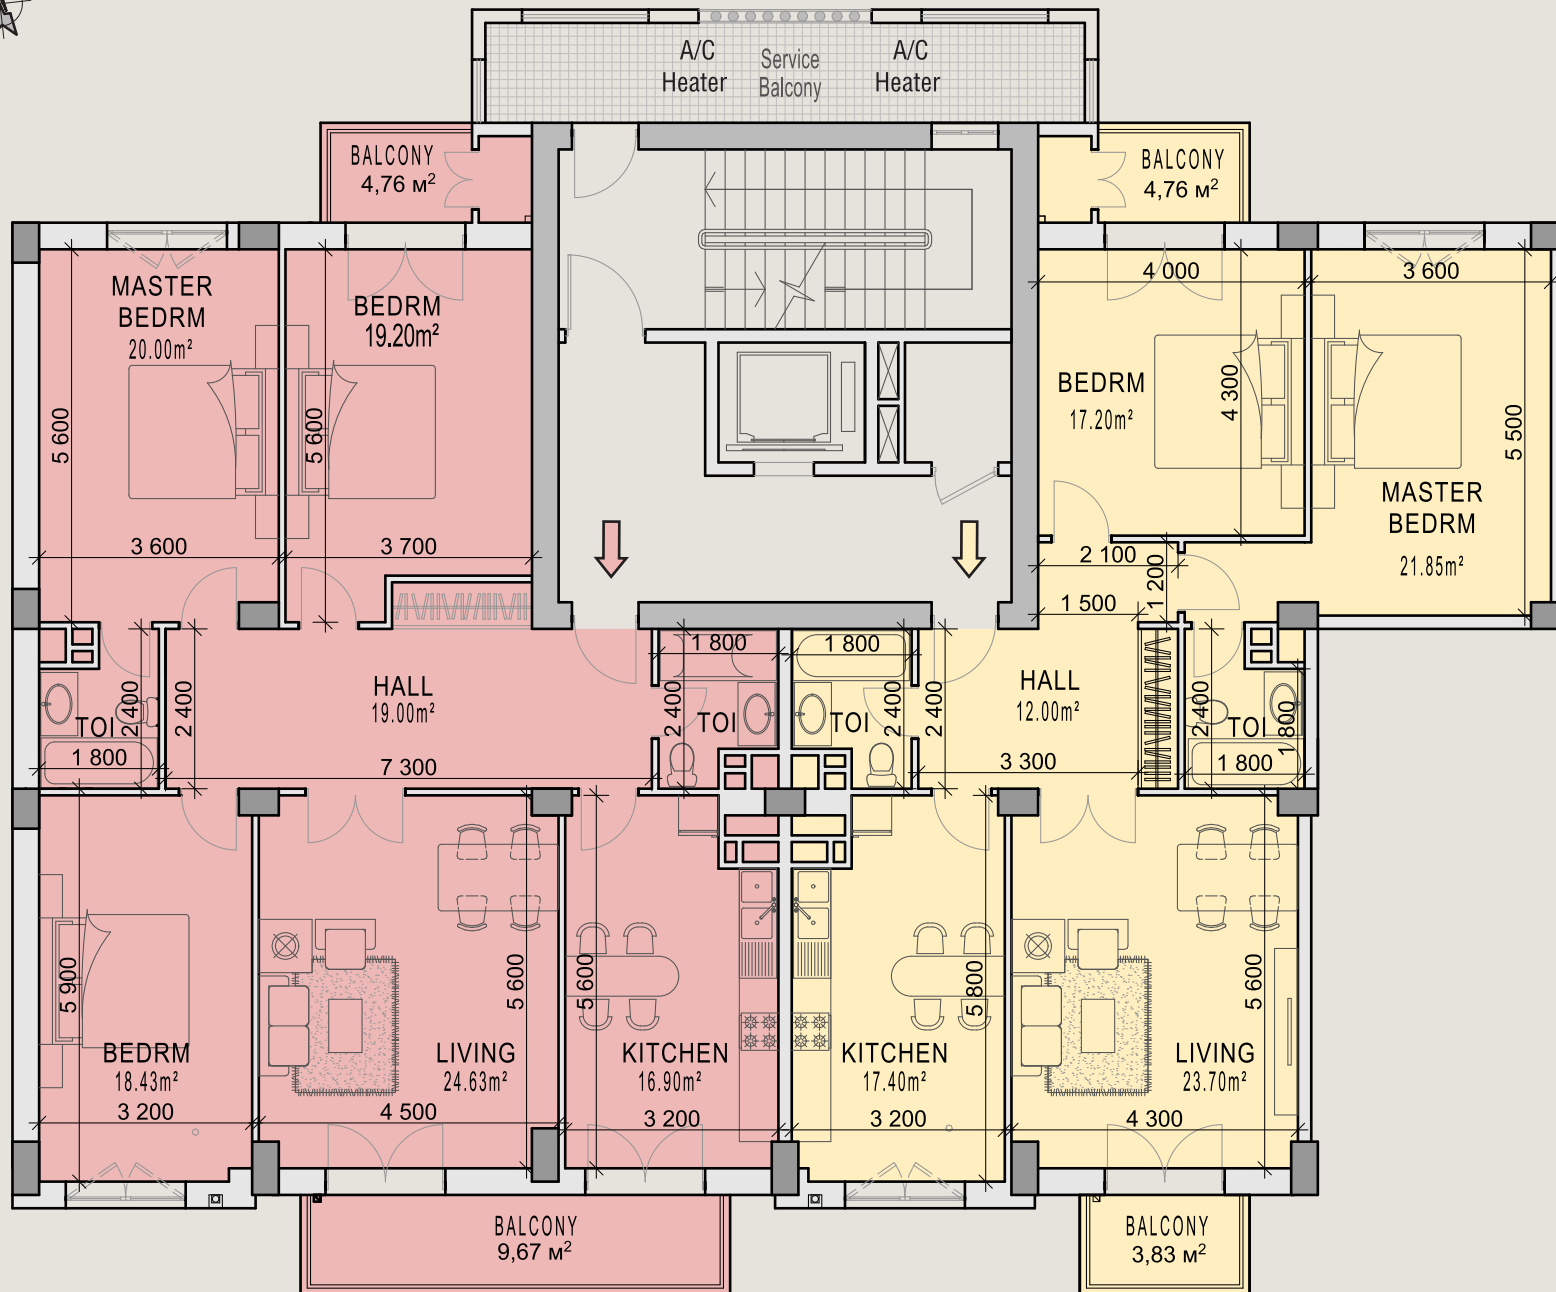 A/C
Heater
Service
Balcony
A/C
Heater
BALCONY
4,76 м²
BALCONY
4,76 м²
MASTER
BEDRM
20.00m²
BEDRM
19.20m²
4 000
3 600
BEDRM
17.20m²
4 300
5 600
5 600
5 500
MASTER
BEDRM
21.85m²
3 600
3 700
2 100
1 200
1 500
HALL
19.00m²
1 800
1 800
HALL
12.00m²
2 400
2 400
2 400
2 400
2 400
2 400
TOI
TOI
TOI
TOI
1 800
1 800
7 300
3 300
1 800
5 900
5 600
5 600
5 800
5 600
BEDRM
18.43m²
LIVING
24.63m²
KITCHEN
16.90m²
KITCHEN
17.40m²
LIVING
23.70m²
3 200
4 500
3 200
3 200
4 300
BALCONY
9,67 м²
BALCONY
3,83 м²